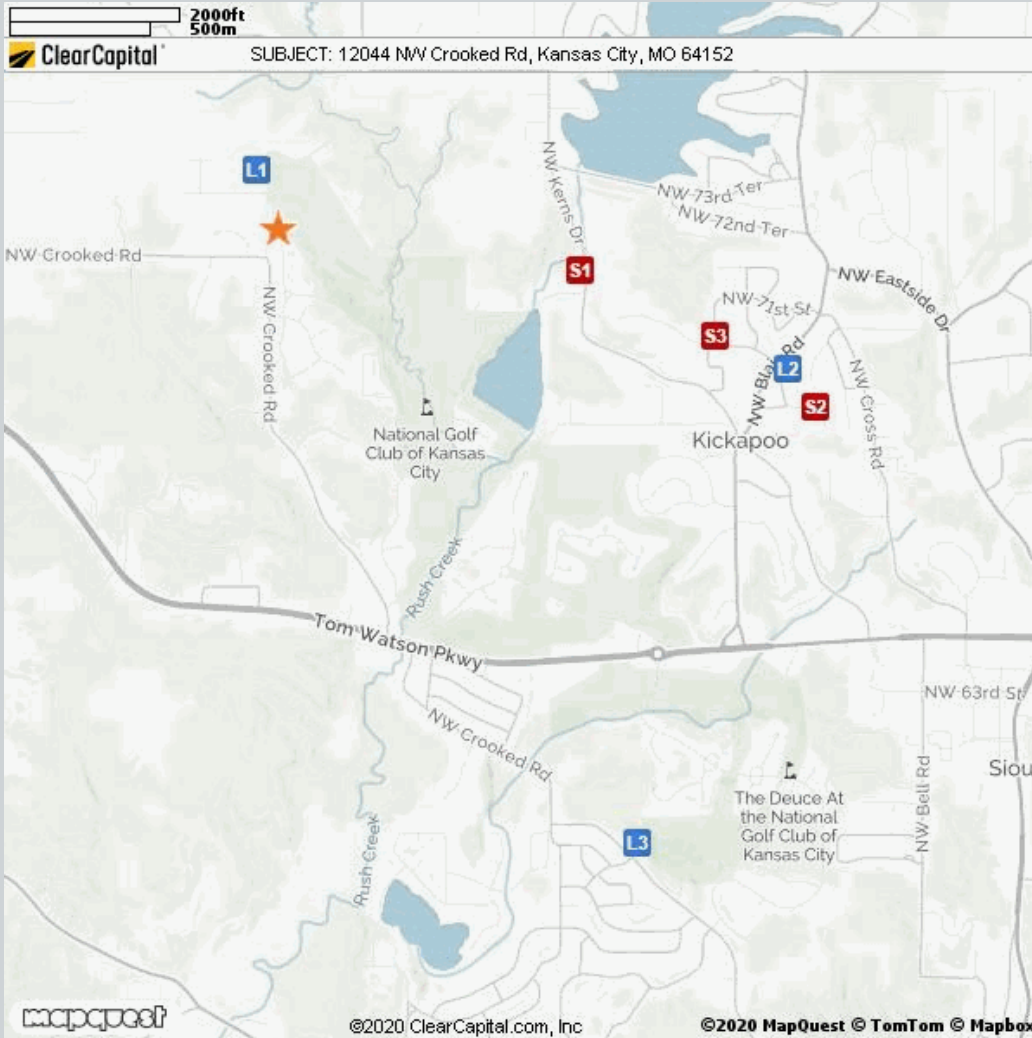 2000ft
500m
ClearCapital
SUBJECT: 12044 NW Crooked Rd, Kansas City, MO 64152
L1
NW Kerns Dr
NW 73rd Ter
NW 72nd Ter
NW Crooked Rd
S1
NW Eastside Dr
NW Crooked Rd
NW 71st St
S3
NW Blair Rd
L2
NW Cross Rd
S2
National Golf
Club of Kansas
City
Kickapoo
Rush Creek
Tom Watson Pkwy
NW 63rd St
NW Crooked Rd
Siou
The Deuce At
the National
Golf Club of
Kansas City
NW Bell Rd
Rush Creek
L3
mapquest
©2020 ClearCapital.com, Inc
©2020 MapQuest © TomTom © Mapbox